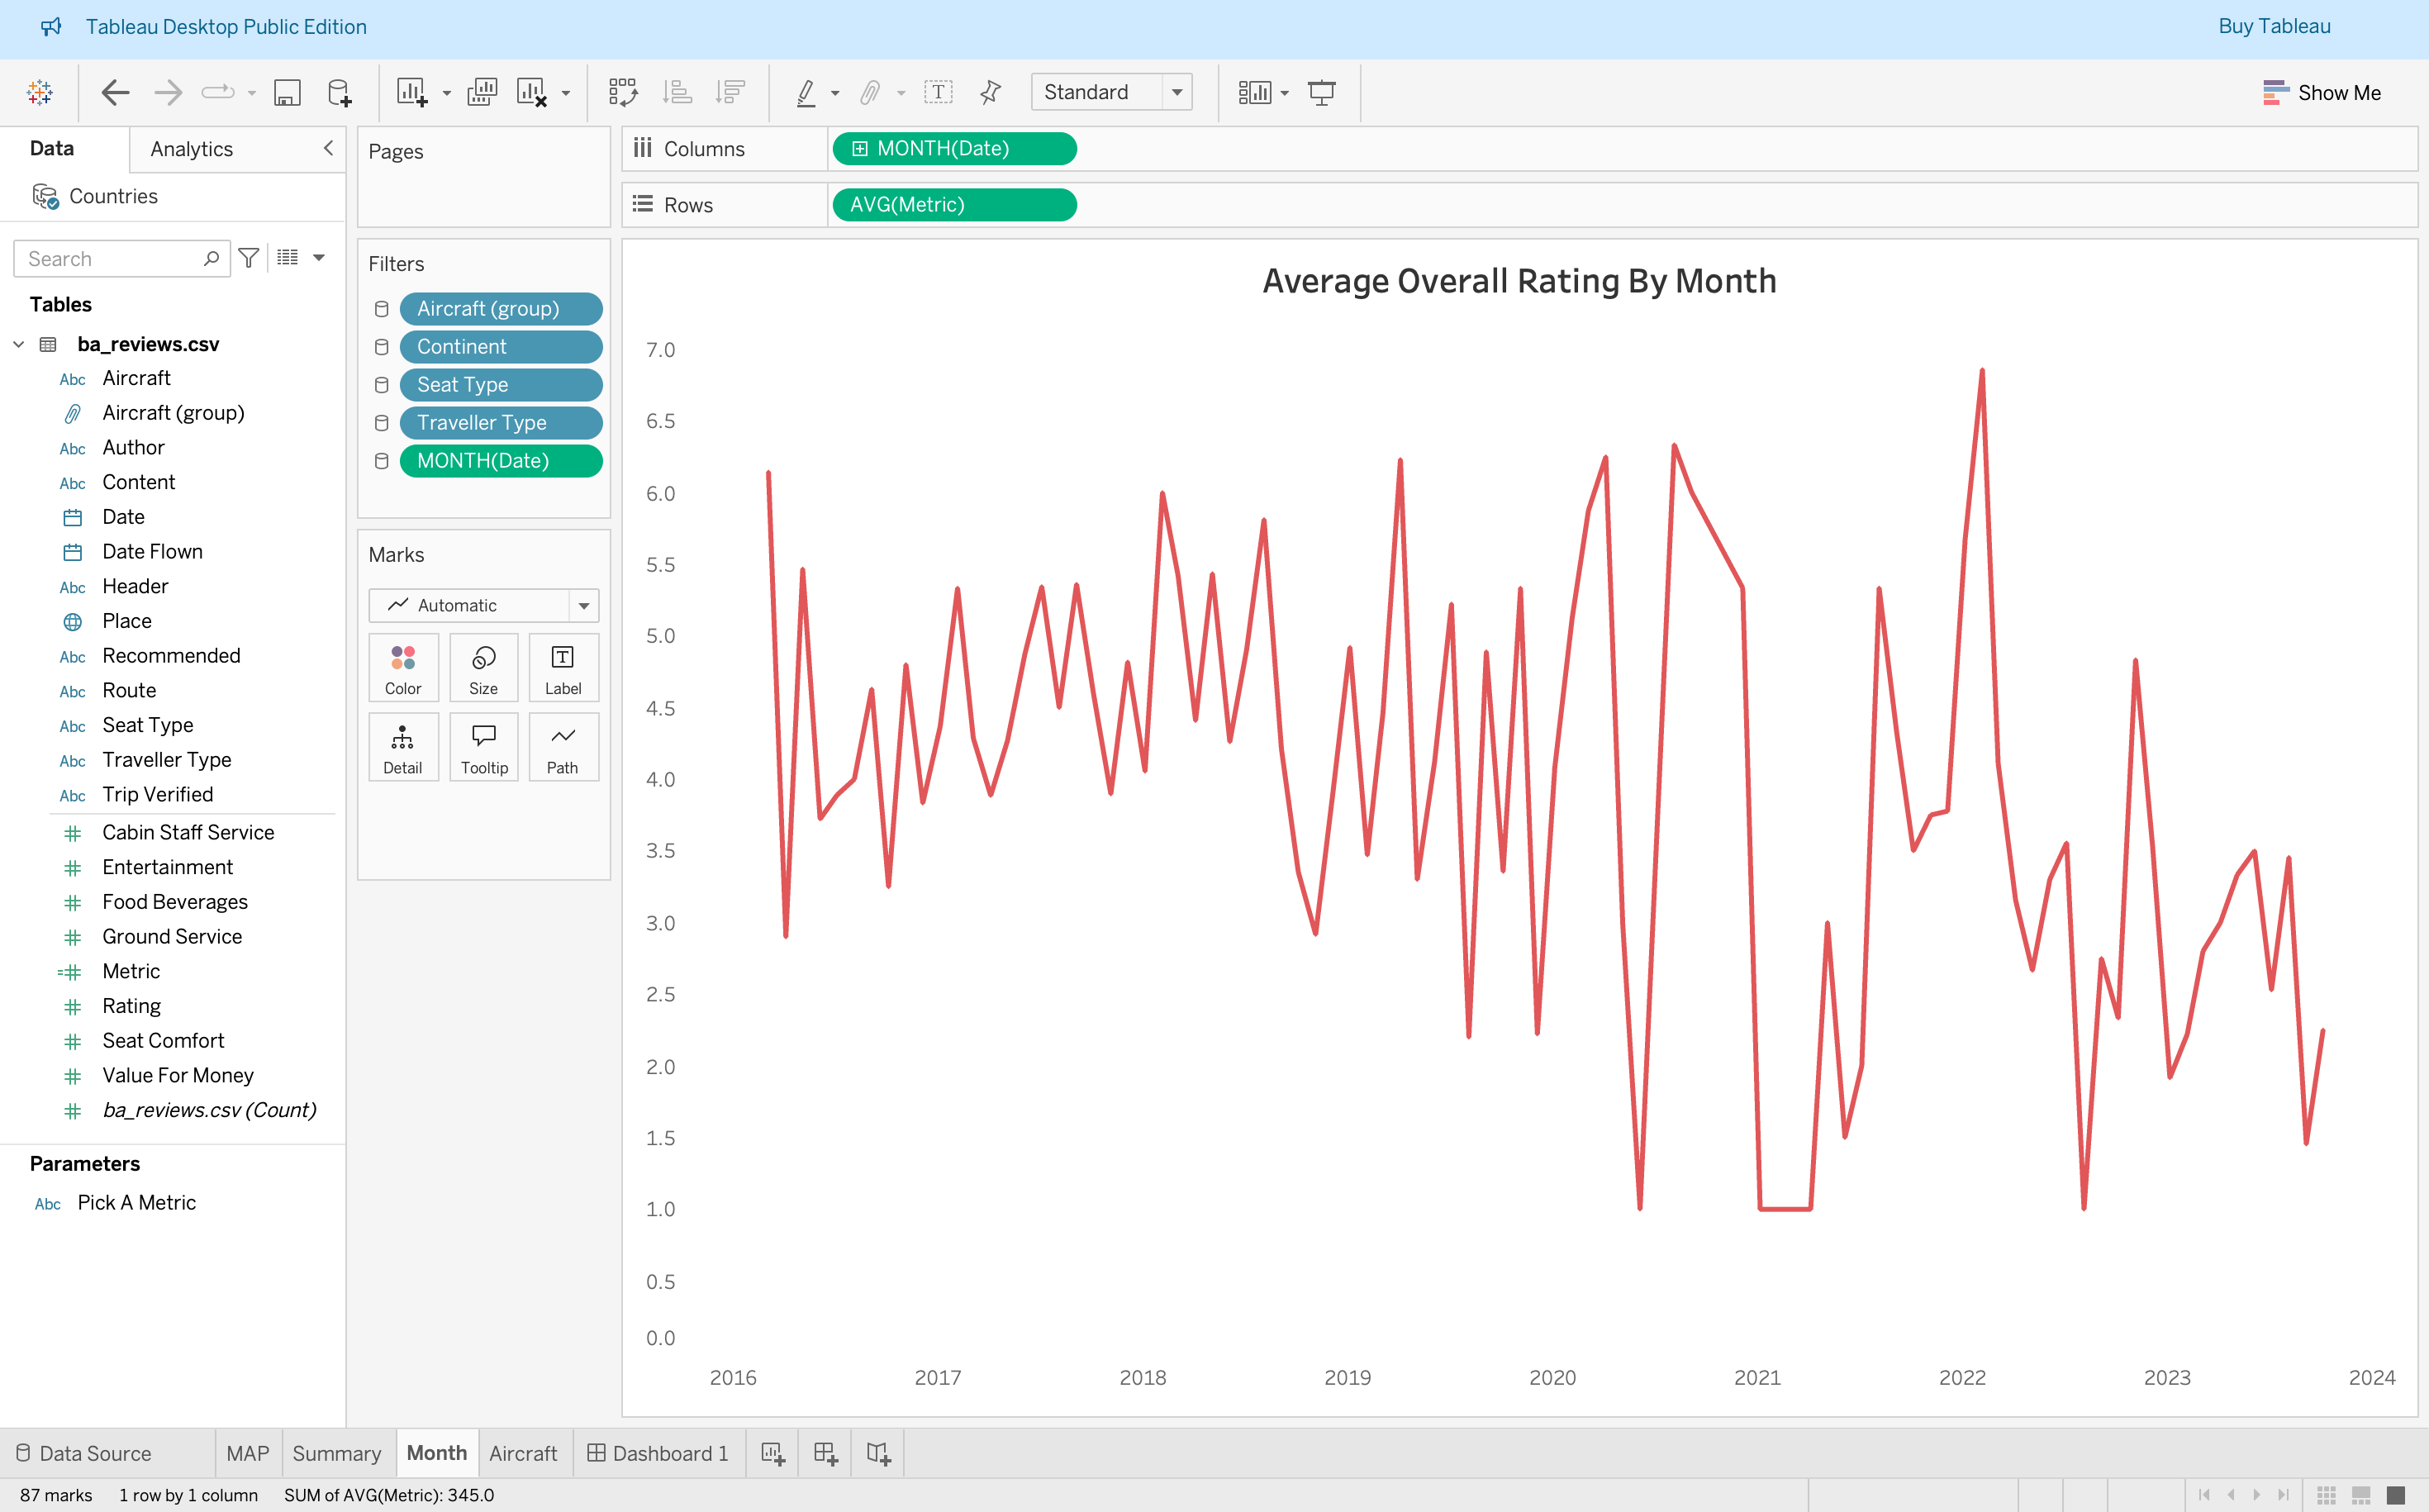 Tableau Desktop Public Edition
Buy Tableau
Standard
Show Me
Data
Analytics
Countries
Search
Tables
ba_reviews.csv
Abc Aircraft
Aircraft (group)
Abc Author
Abc Content
Date
Date Flown
Abc Header
Place
Abc Recommended
Abc Route
Abc Seat Type
Abc Traveller Type
Abc Trip Verified
Cabin Staff Service
Entertainment
Food Beverages
Ground Service
Metric
Rating
Seat Comfort
Value For Money
ba_reviews.csv (Count)
Parameters
Abc Pick A Metric
Pages
Filters
Aircraft (group)
Continent
Seat Type
Traveller Type
MONTH(Date)
Marks
Automatic
Color Size Label
Detail Tooltip Path
Columns
MONTH(Date)
Rows
AVG(Metric)
Average Overall Rating By Month
7.0
6.5
6.0
5.5
5.0
4.5
4.0
3.5
3.0
2.5
2.0
1.5
1.0
0.5
0.0
2016 2017 2018 2019 2020 2021 2022 2023 2024
Data Source MAP Summary Month Aircraft Dashboard 1
87 marks 1 row by 1 column SUM of AVG(Metric): 345.0